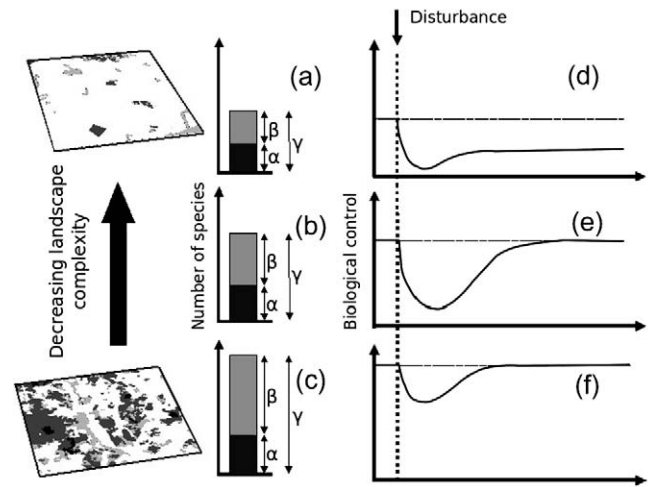 Disturbance
Decreasing landscape
complexity
Number of species
(a)
β
α
γ
(b)
β
α
γ
(c)
β
α
γ
Biological control
(d)
(e)
(f)